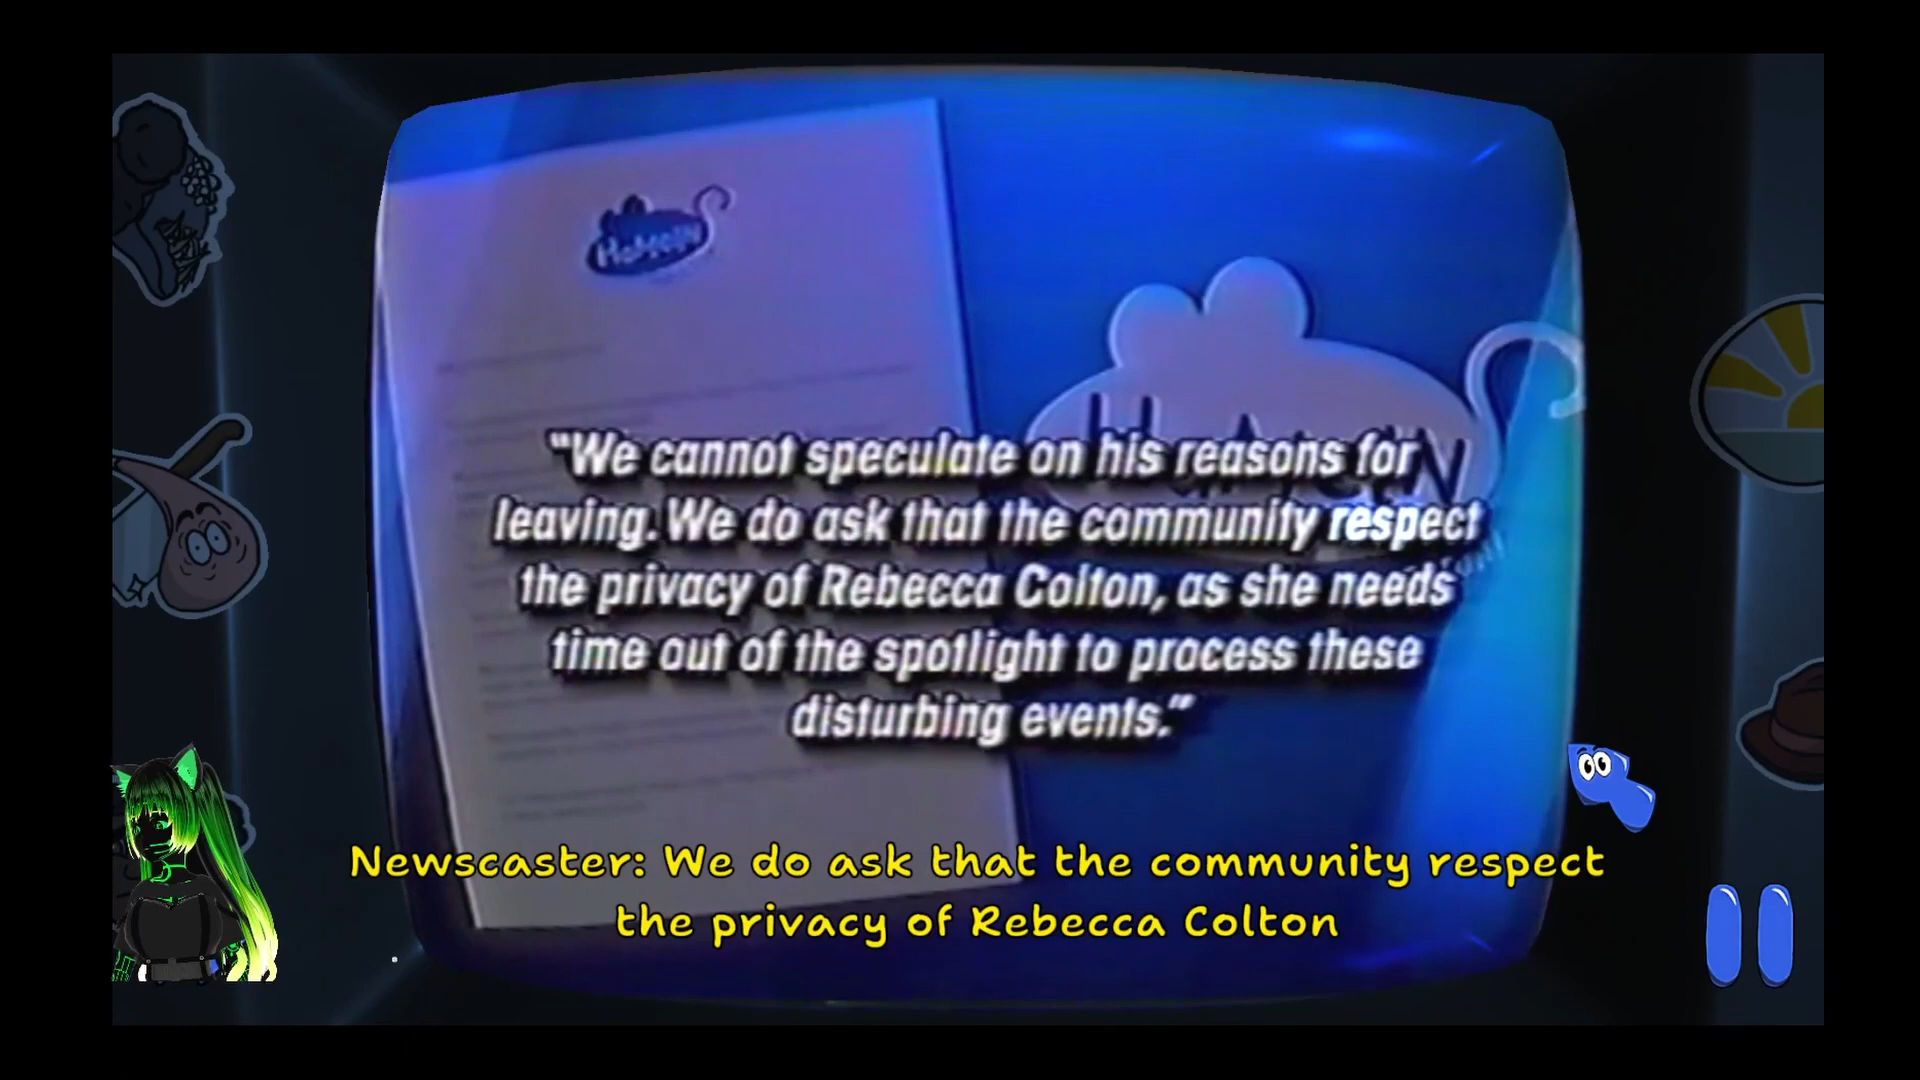 "We cannot speculate on his reasons for
leaving. We do ask that the community respect
the privacy of Rebecca Colton, as she needs
time out of the spotlight to process these
disturbing events."
Newscaster: We do ask that the community respect
the privacy of Rebecca Colton